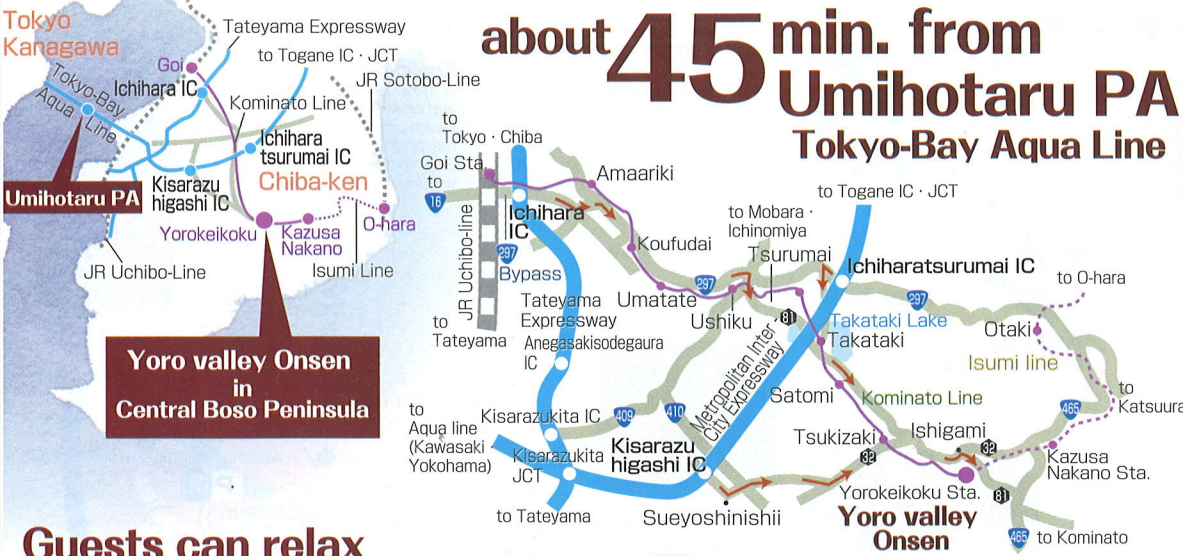 Tokyo
Kanagawa
Tateyama Expressway
to Togane IC · JCT
Goi
JR Sotobo-Line
Tokyo-Bay
Aqua Line
Ichihara IC
Kominato Line
Ichihara
tsurumai IC
Umihotaru PA
Kisarazu
higashi IC
Chiba-ken
Yorokeikoku
Kazusa
Nakano
O-hara
JR Uchibo-Line
Isumi Line
Yoro valley Onsen
in
Central Boso Peninsula
Guests can relax
about 45 min. from
Umihotaru PA
Tokyo-Bay Aqua Line
to
Tokyo · Chiba
Goi Sta.
to
16
Amaariki
to Togane IC · JCT
Ichihara
IC
to Mobara ·
Ichinomiya
JR Uchibo-line
297
Bypass
Koufudai
Tsurumai
Ichiharatsurumai IC
to O-hara
297
297
Umatate
Ushiku
81
Tateyama
Expressway
Takataki Lake
Takataki
Otaki
to
Tateyama
Anegasakisodegaura
IC
Isumi line
Metropolitan Inter
City Expressway
Satomi
Kominato Line
to
Katsuura
to
Aqua line
(Kawasaki ·
Yokohama)
Kisarazukita IC
409
410
465
Tsukizaki
Ishigami
Kisarazukita
JCT
Kisarazu
higashi IC
32
32
Kazusa
Nakano Sta.
Yorokeikoku Sta.
81
to Tateyama
Sueyoshinishii
Yoro valley
Onsen
465
to Kominato